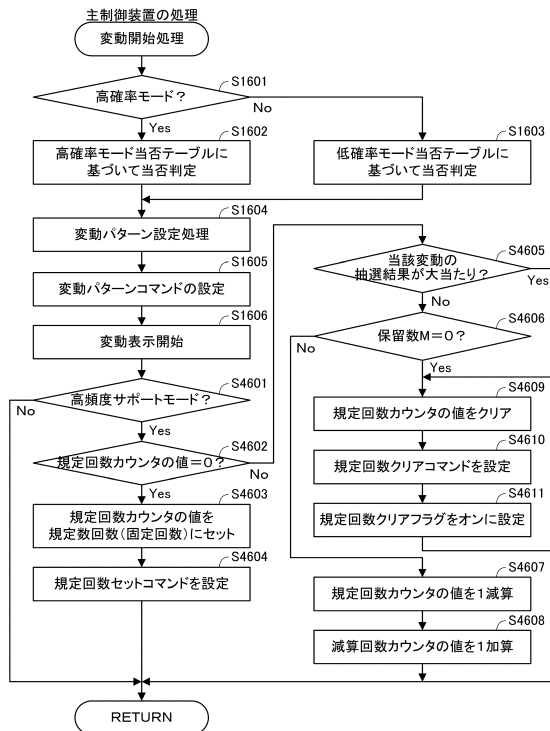 主制御装置の処理
変動開始処理
S1601
高確率モード？
No
Yes
S1602
高確率モード当否テーブルに
基づいて当否判定
S1603
低確率モード当否テーブルに
基づいて当否判定
S1604
変動パターン設定処理
S1605
変動パターンコマンドの設定
S1606
変動表示開始
S4601
高頻度サポートモード？
No
Yes
S4602
規定回数カウンタの値＝０？
No
Yes
S4603
規定回数カウンタの値を
規定数回数（固定回数）にセット
S4604
規定回数セットコマンドを設定
S4605
当該変動の
抽選結果が大当たり？
Yes
No
S4606
保留数Ｍ＝０？
No
Yes
S4609
規定回数カウンタの値をクリア
S4610
規定回数クリアコマンドを設定
S4611
規定回数クリアフラグをオンに設定
S4607
規定回数カウンタの値を１減算
S4608
減算回数カウンタの値を１加算
RETURN